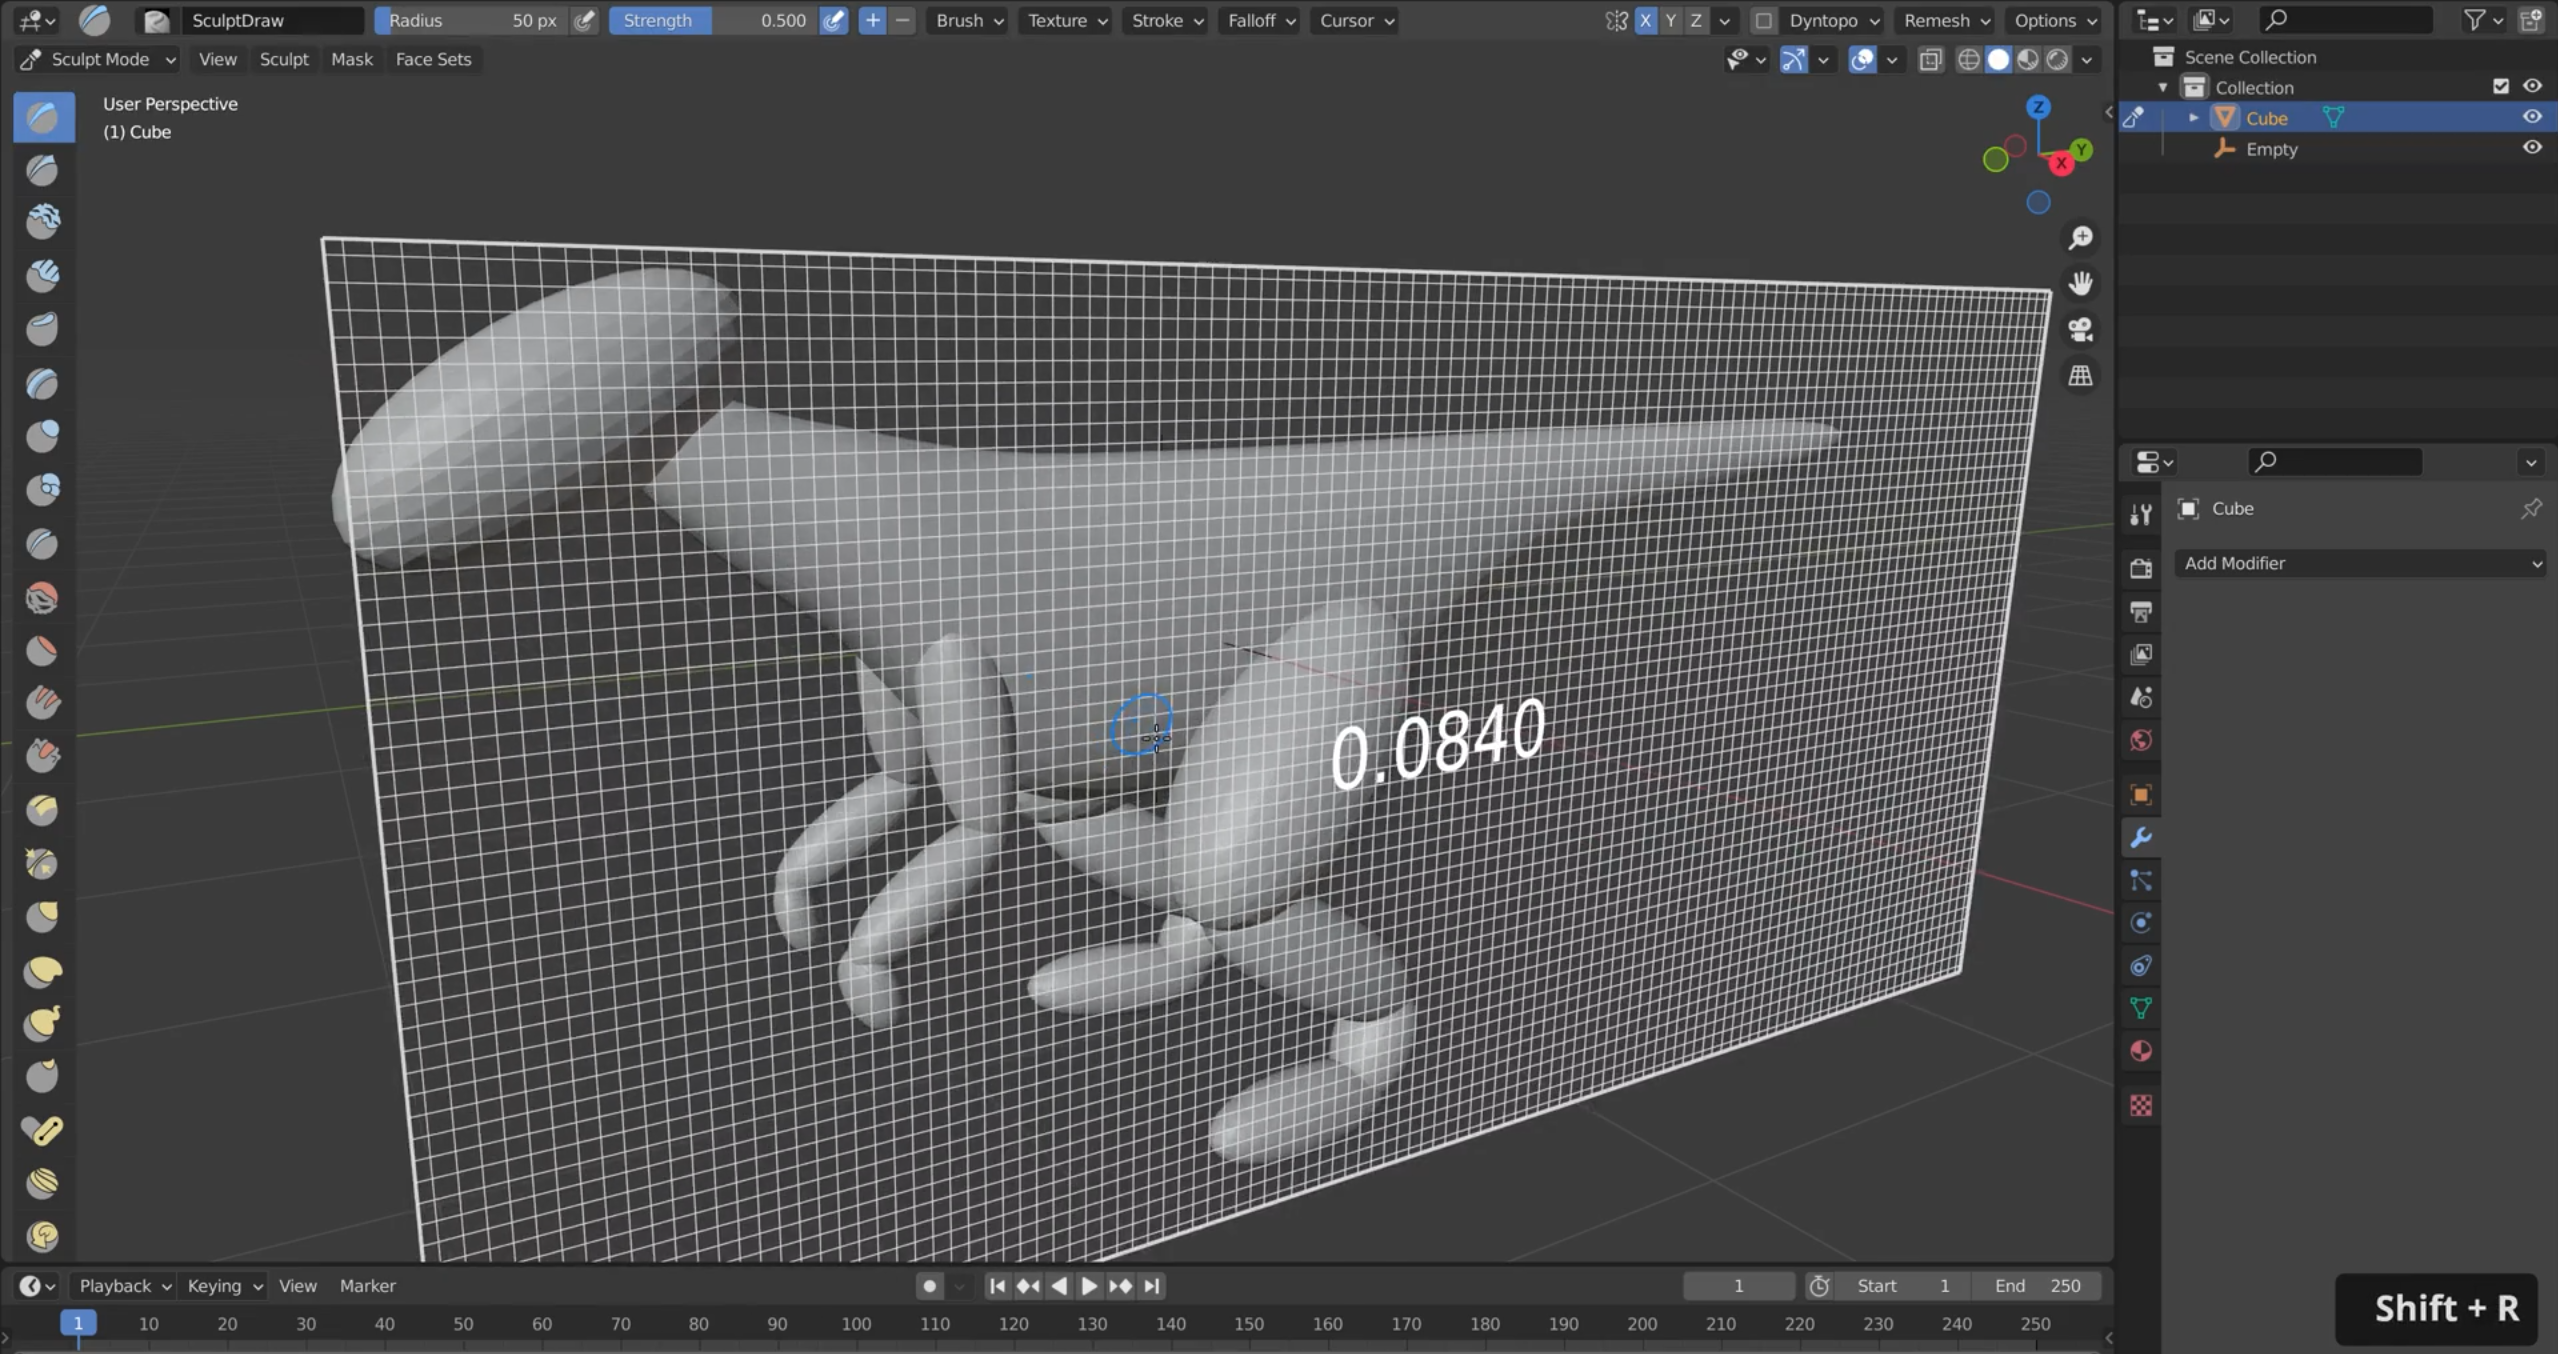 SculptDraw Radius 50 px Strength 0.500 + − Brush Texture Stroke Falloff Cursor X Y Z Dyntopo Remesh Options
Sculpt Mode View Sculpt Mask Face Sets
User Perspective
(1) Cube
Z
Y
X
0.0840
Scene Collection
Collection
Cube
Empty
Cube
Add Modifier
Playback Keying View Marker 1 Start 1 End 250
1 10 20 30 40 50 60 70 80 90 100 110 120 130 140 150 160 170 180 190 200 210 220 230 240 250
Shift + R